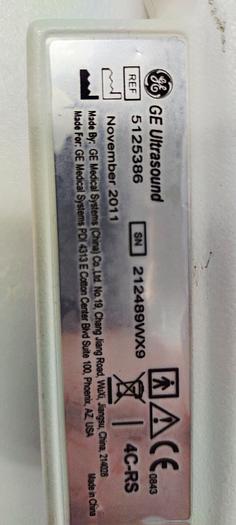 GE Ultrasound
REF 5125386 SN 212489WX9
November 2011
4C-RS
CE 0843
Made By: GE Medical Systems (China) Co., Ltd. No.19, Chang Jiang Road, WuXi, Jiangsu, China, 214028
Made For: GE Medical Systems PDI 4313 E Cotton Center Blvd Suite 100, Phoenix, AZ, USA
Made in China